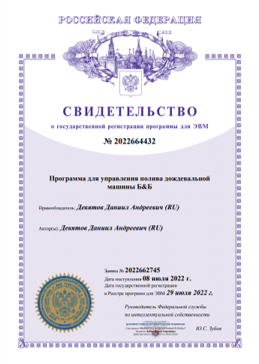 РОССИЙСКАЯ ФЕДЕРАЦИЯ
СВИДЕТЕЛЬСТВО
о государственной регистрации программы для ЭВМ
№ 2022664432
Программа для управления полива дождевальной
машины Б&Б
Правообладатель: Девятов Даниил Андреевич (RU)
Автор(ы): Девятов Даниил Андреевич (RU)
Заявка № 2022662745
Дата поступления 08 июля 2022 г.
Дата государственной регистрации
в Реестре программ для ЭВМ 29 июля 2022 г.
Руководитель Федеральной службы
по интеллектуальной собственности
Ю.С. Зубов